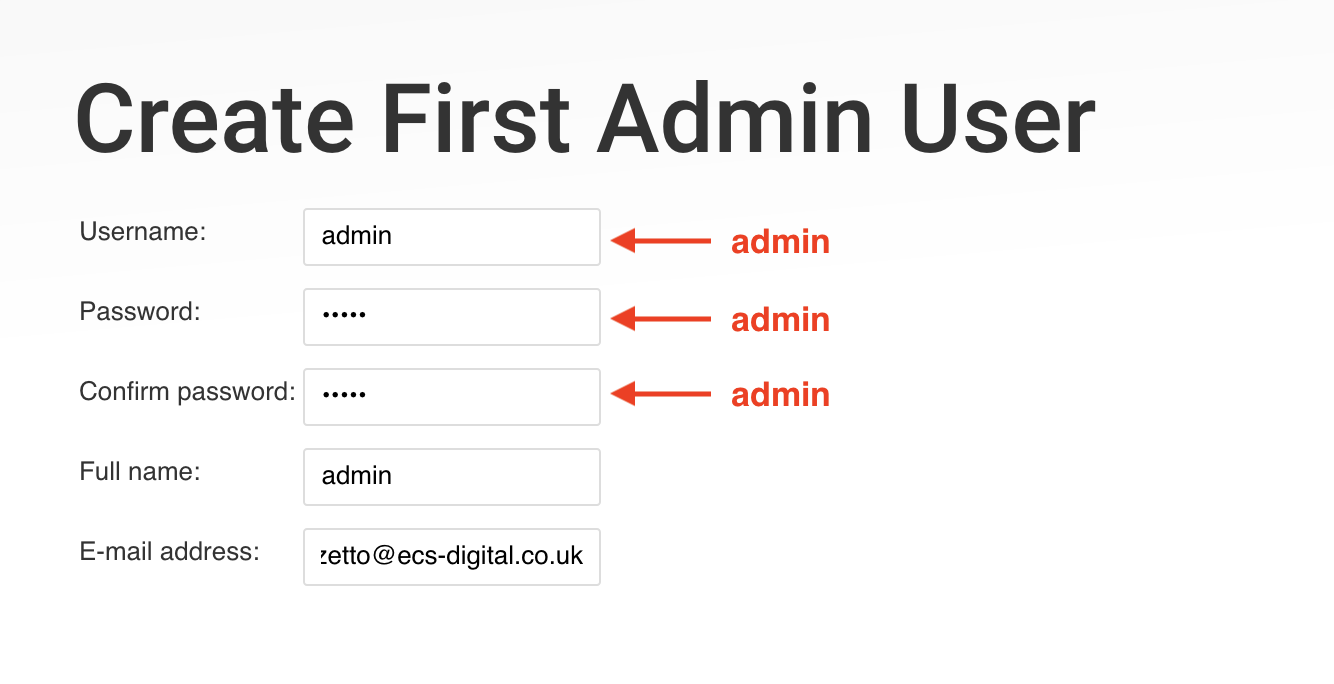 Create First Admin User
Username: admin admin
Password: ••••• admin
Confirm password: ••••• admin
Full name: admin
E-mail address: zetto@ecs-digital.co.uk